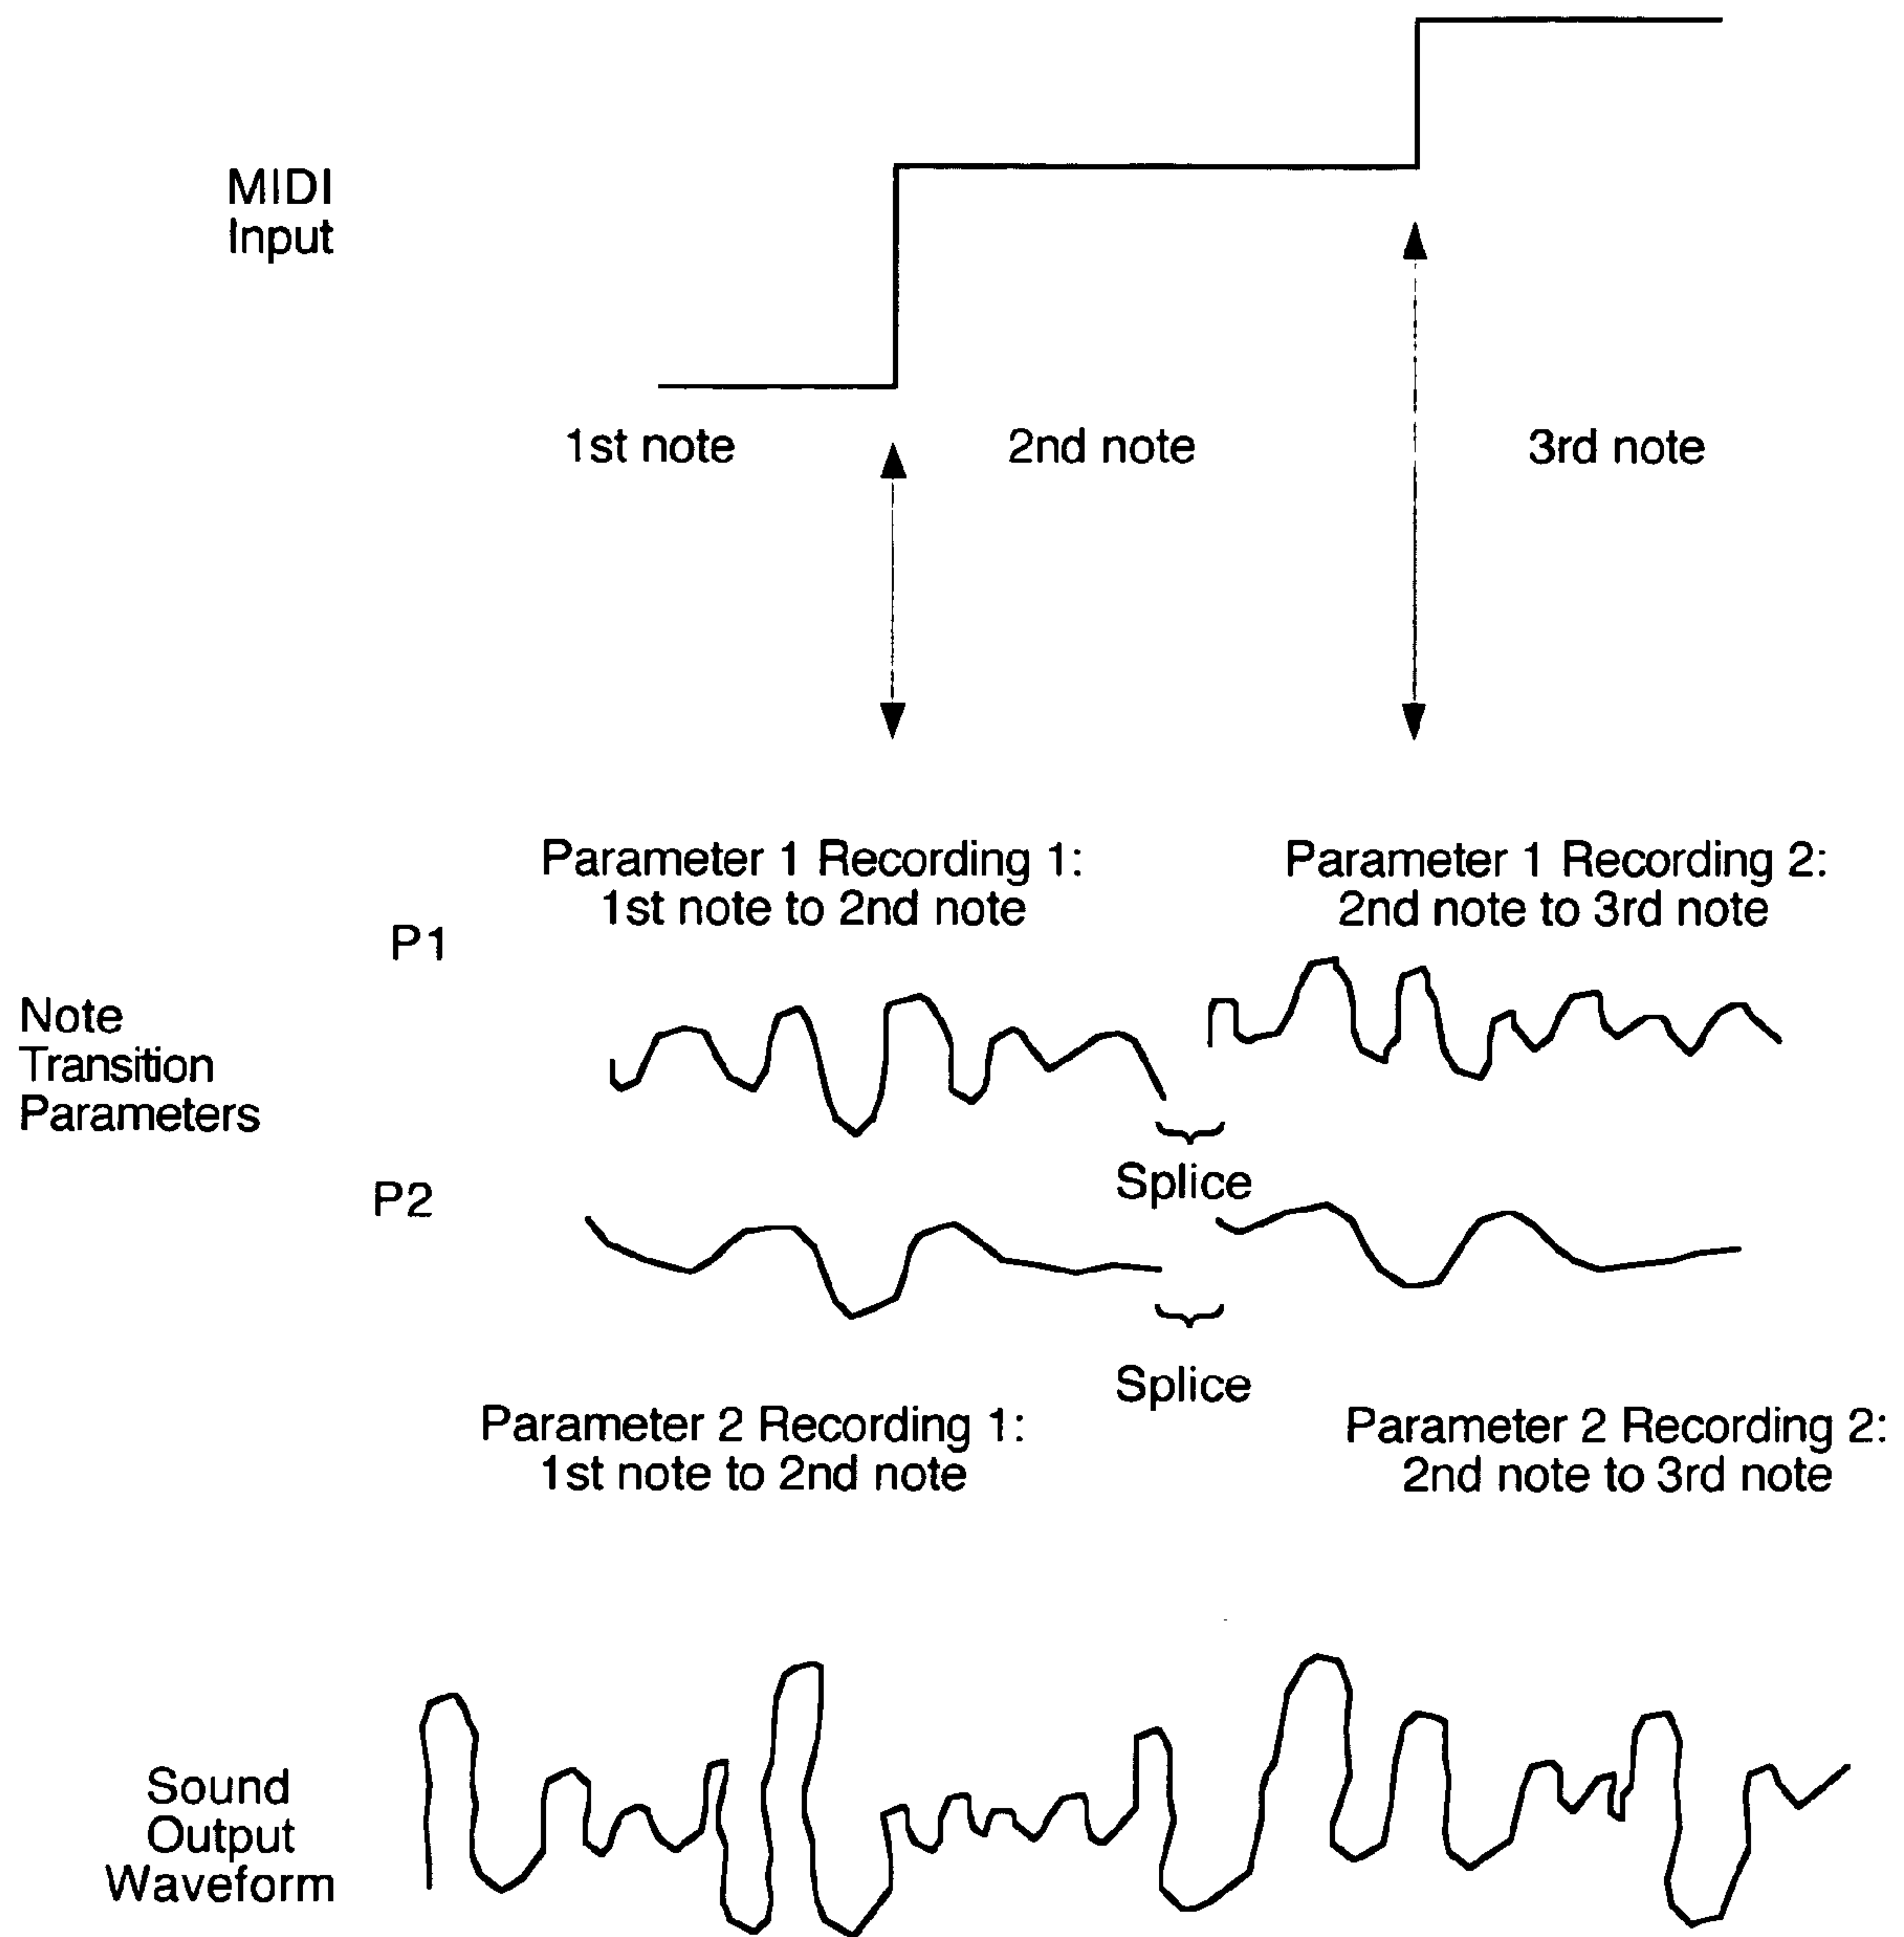 MIDI
Input
1st note
2nd note
3rd note
Parameter 1 Recording 1:
1st note to 2nd note
Parameter 1 Recording 2:
2nd note to 3rd note
P1
Note
Transition
Parameters
Splice
P2
Splice
Parameter 2 Recording 1:
1st note to 2nd note
Parameter 2 Recording 2:
2nd note to 3rd note
Sound
Output
Waveform